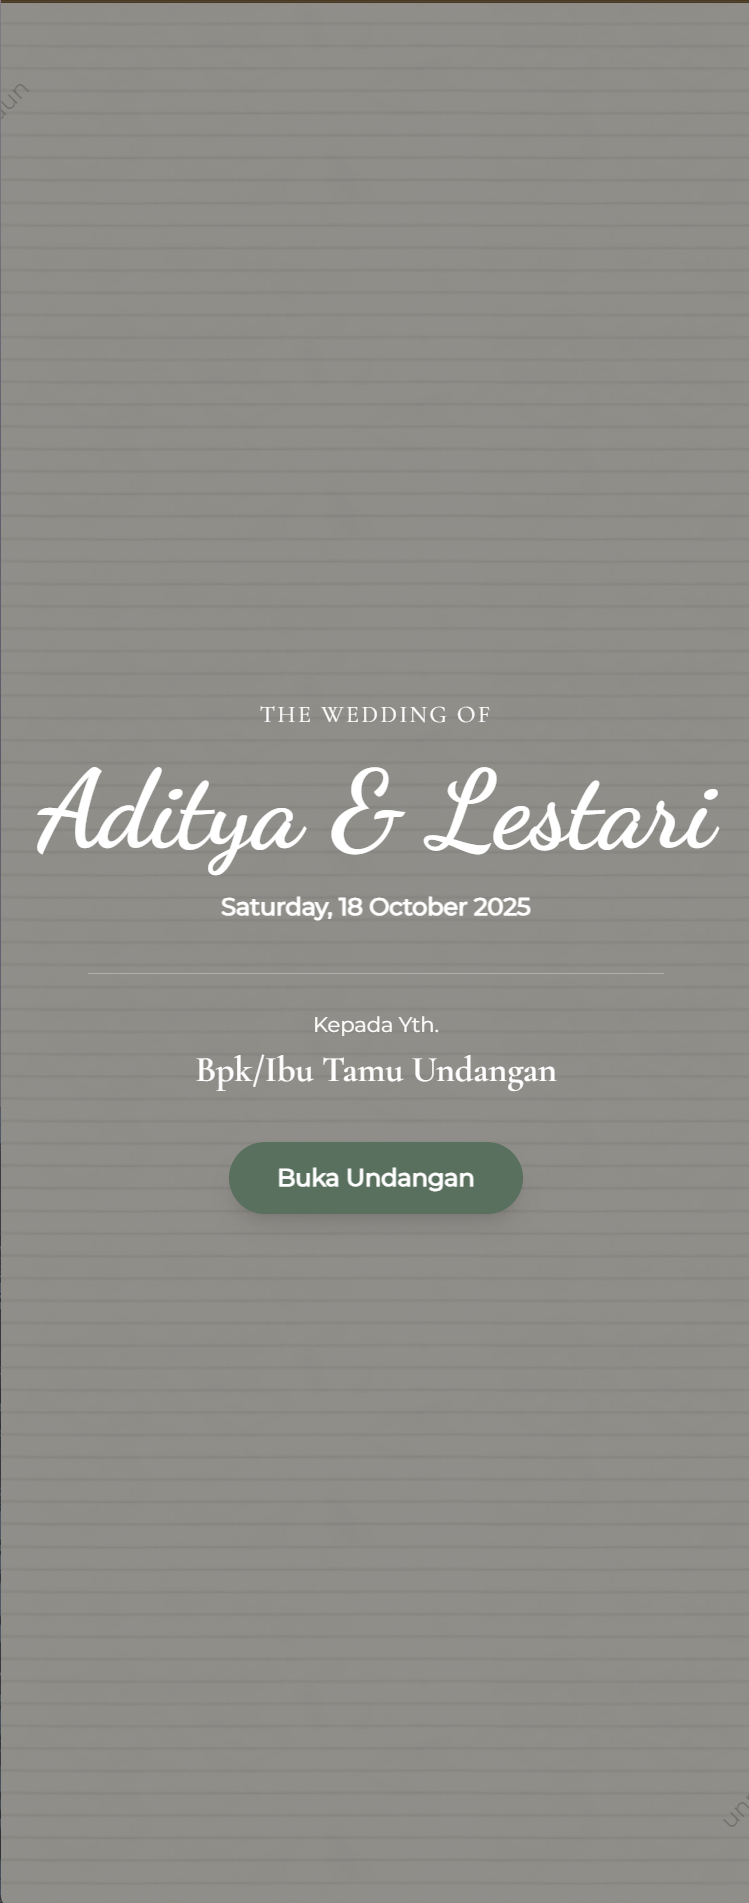 THE WEDDING OF
Aditya & Lestari
Saturday, 18 October 2025
Kepada Yth.
Bpk/Ibu Tamu Undangan
Buka Undangan